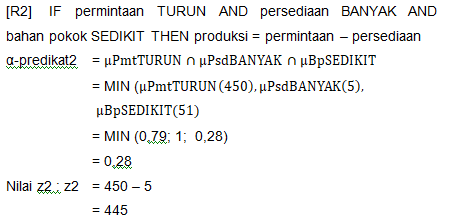 [R2] IF permintaan TURUN AND persediaan BANYAK AND
bahan pokok SEDIKIT THEN produksi = permintaan – persediaan
α-predikat2 = μPmtTURUN ∩ μPsdBANYAK ∩ μBpSEDIKIT
= MIN (μPmtTURUN(450), μPsdBANYAK(5),
μBpSEDIKIT(51)
= MIN (0,79; 1; 0,28)
= 0,28
Nilai z2 ; z2 = 450 – 5
= 445